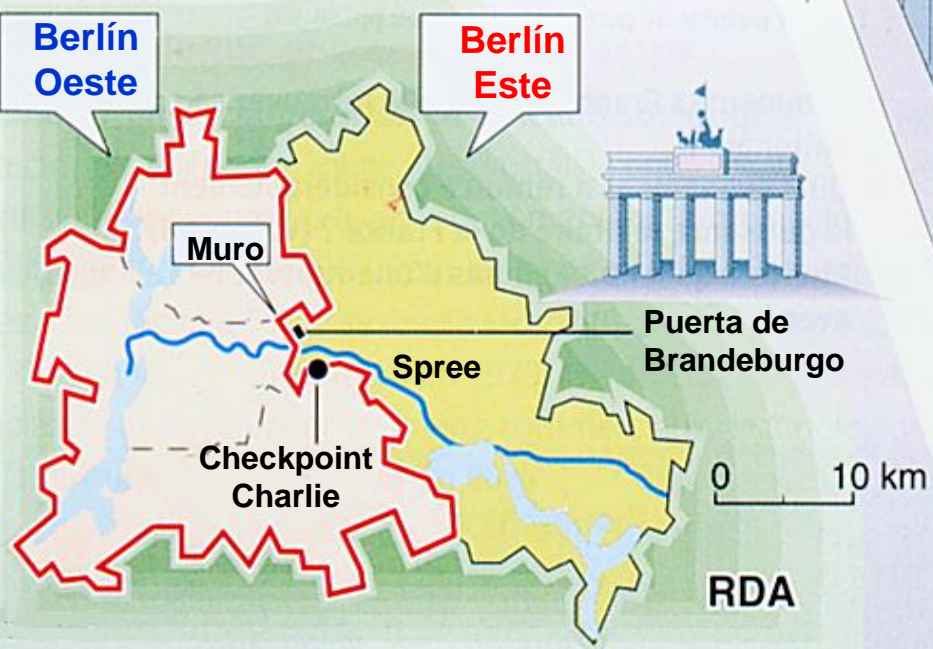 Berlín
Oeste
Berlín
Este
Muro
Puerta de
Brandeburgo
Spree
Checkpoint
Charlie
0 10 km
RDA